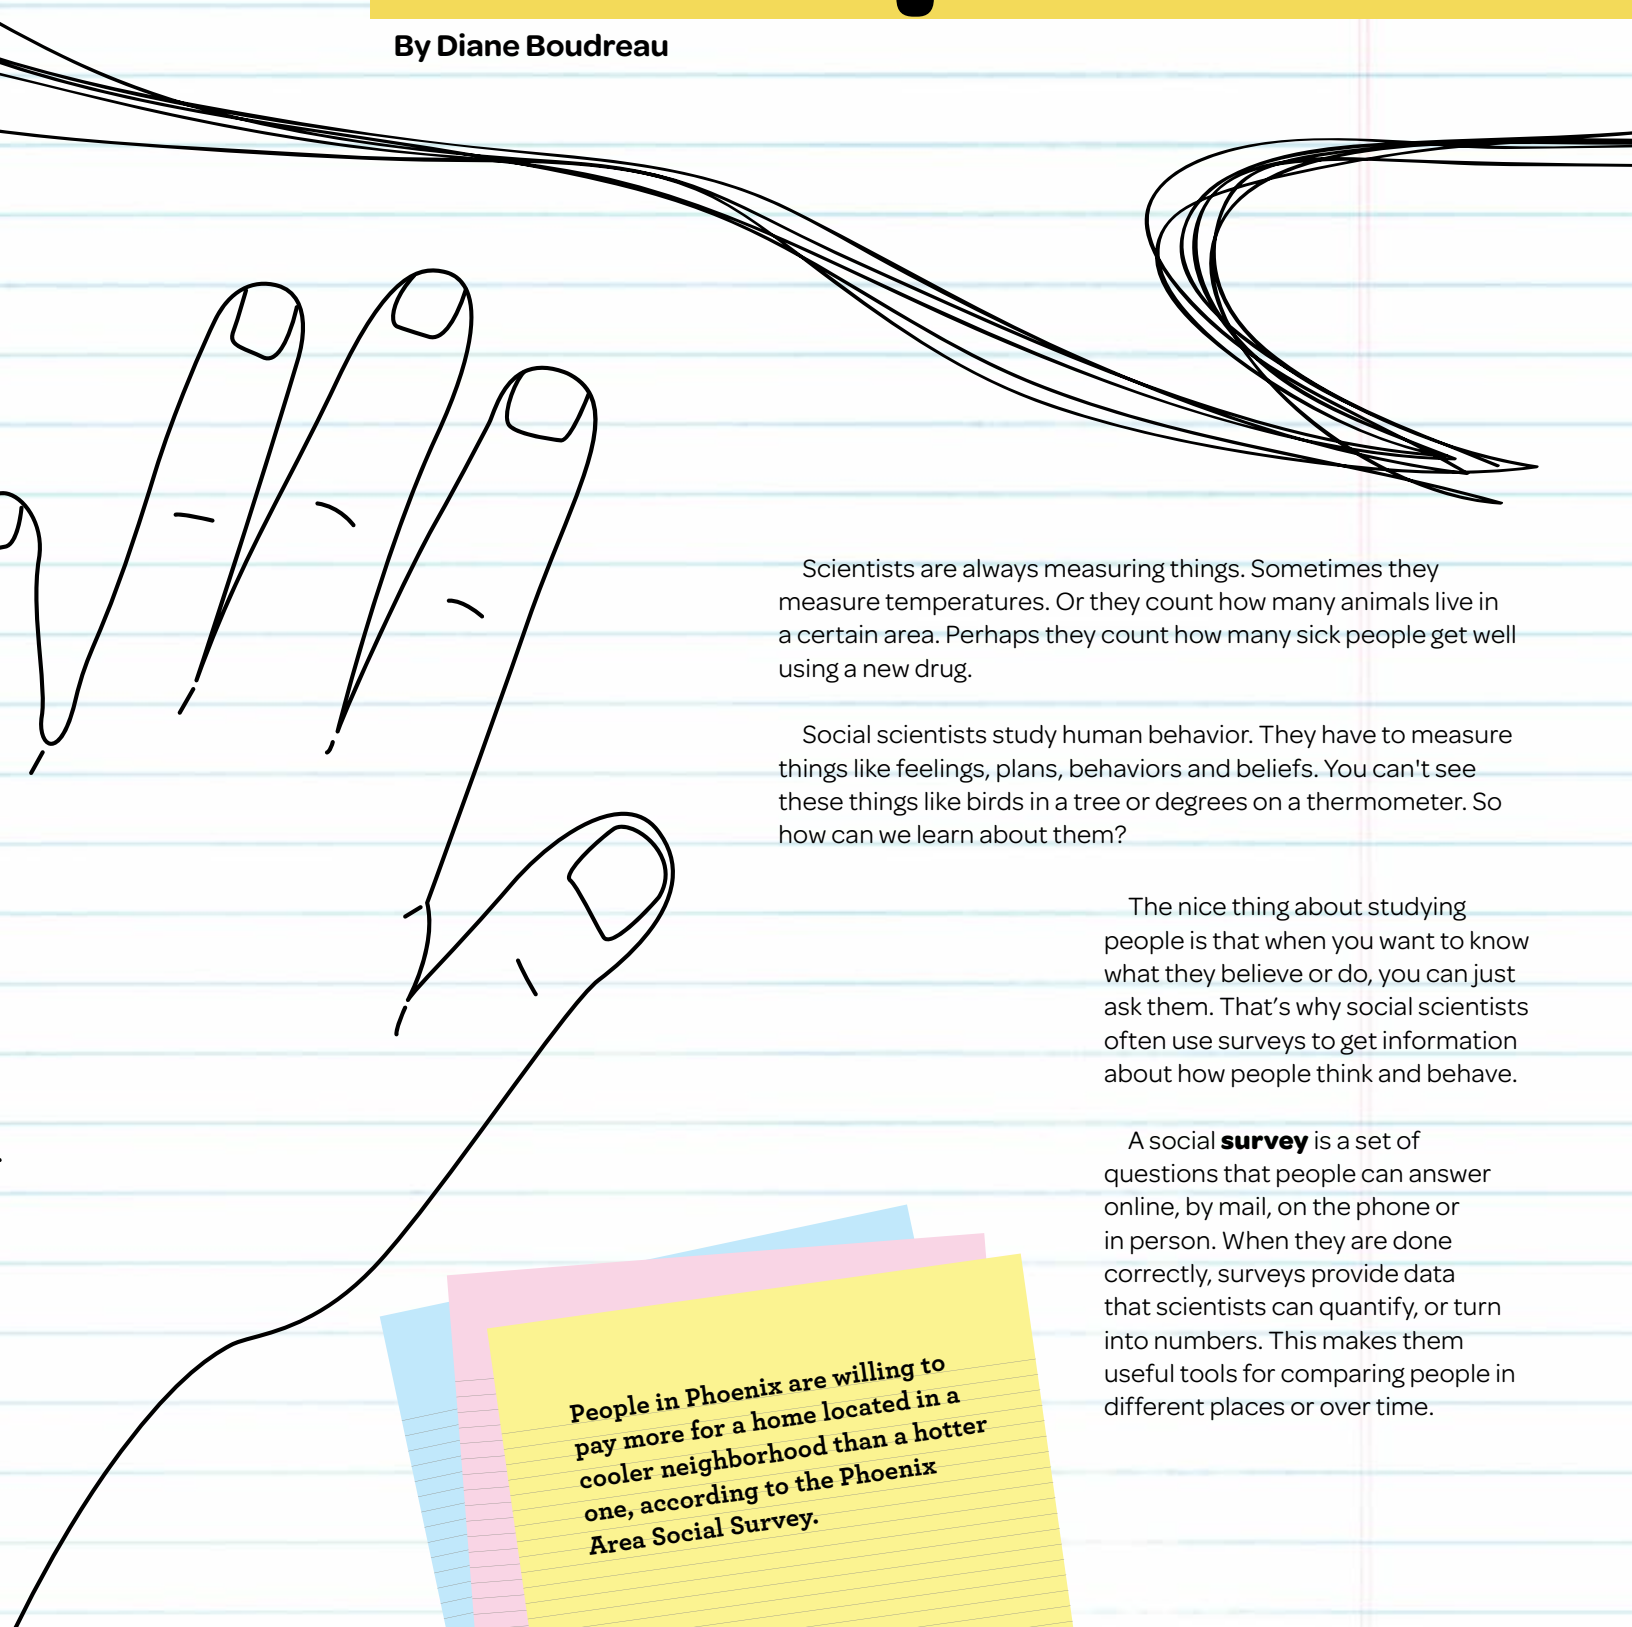 By Diane Boudreau
Scientists are always measuring things. Sometimes they
measure temperatures. Or they count how many animals live in
a certain area. Perhaps they count how many sick people get well
using a new drug.
Social scientists study human behavior. They have to measure
things like feelings, plans, behaviors and beliefs. You can't see
these things like birds in a tree or degrees on a thermometer. So
how can we learn about them?
The nice thing about studying
people is that when you want to know
what they believe or do, you can just
ask them. That’s why social scientists
often use surveys to get information
about how people think and behave.
A social survey is a set of
questions that people can answer
online, by mail, on the phone or
in person. When they are done
correctly, surveys provide data
that scientists can quantify, or turn
into numbers. This makes them
useful tools for comparing people in
different places or over time.
People in Phoenix are willing to
pay more for a home located in a
cooler neighborhood than a hotter
one, according to the Phoenix
Area Social Survey.